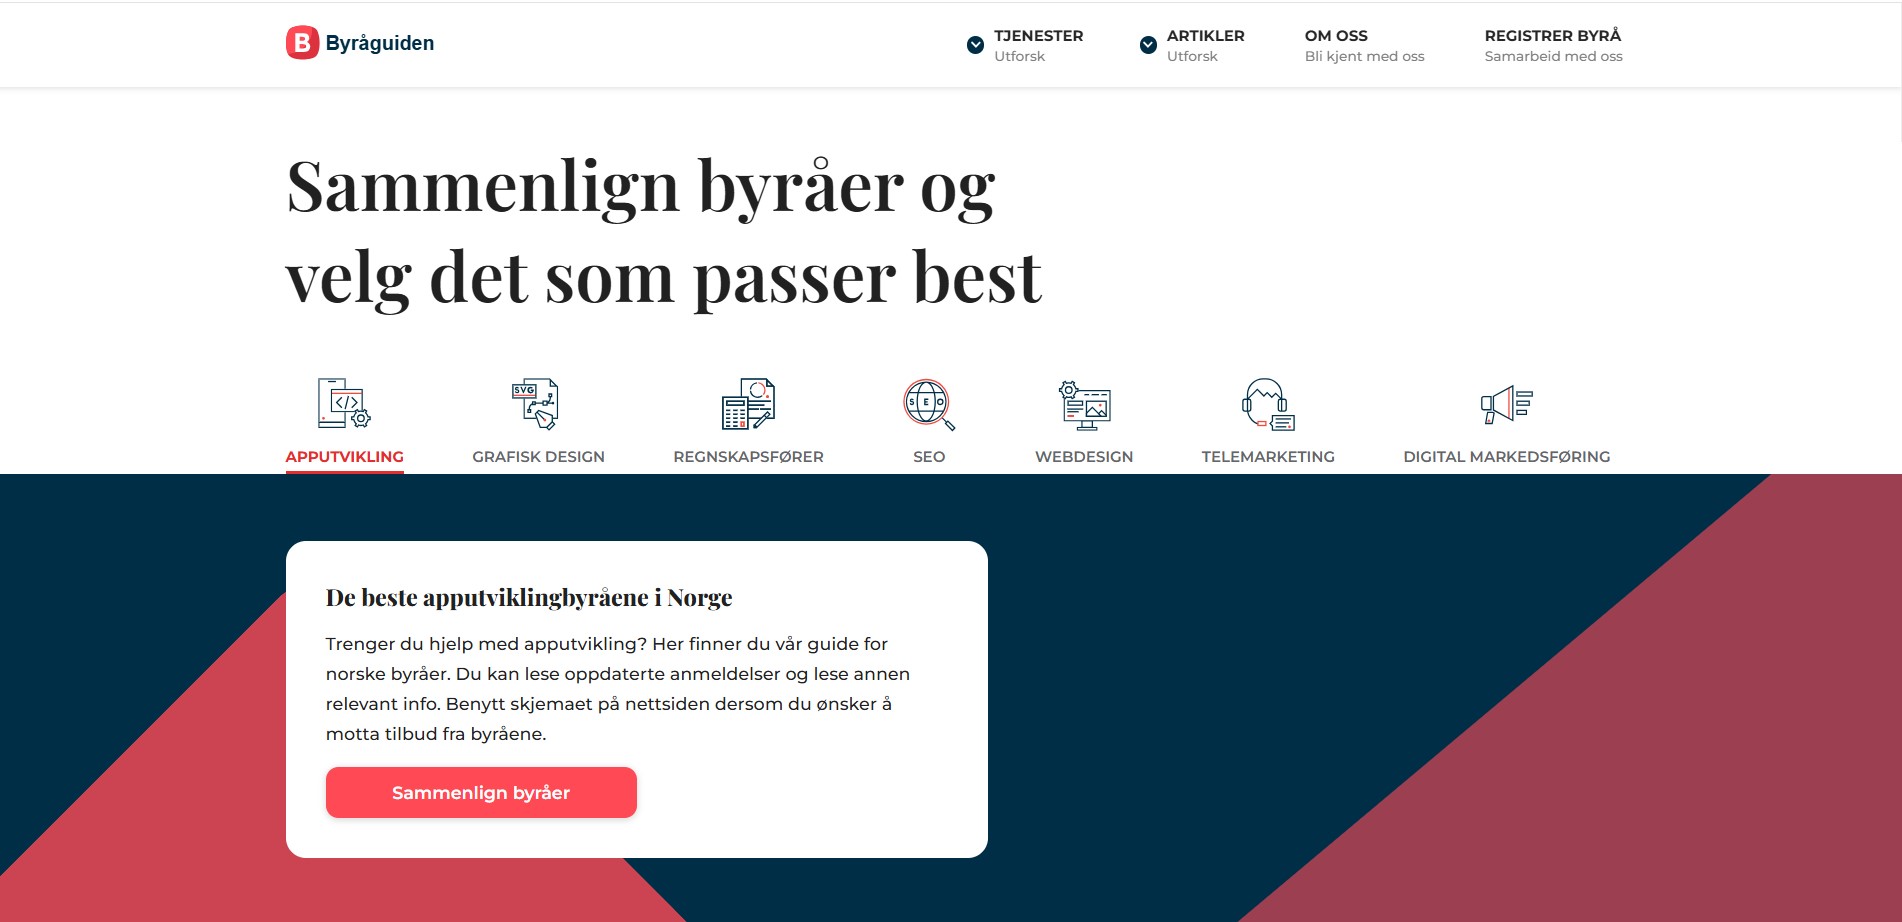 B Byråguiden
TJENESTER
Utforsk
ARTIKLER
Utforsk
OM OSS
Bli kjent med oss
REGISTRER BYRÅ
Samarbeid med oss
Sammenlign byråer og
velg det som passer best
SVG
S E O
APPUTVIKLING
GRAFISK DESIGN
REGNSKAPSFØRER
SEO
WEBDESIGN
TELEMARKETING
DIGITAL MARKEDSFØRING
De beste apputviklingbyråene i Norge
Trenger du hjelp med apputvikling? Her finner du vår guide for
norske byråer. Du kan lese oppdaterte anmeldelser og lese annen
relevant info. Benytt skjemaet på nettsiden dersom du ønsker å
motta tilbud fra byråene.
Sammenlign byråer